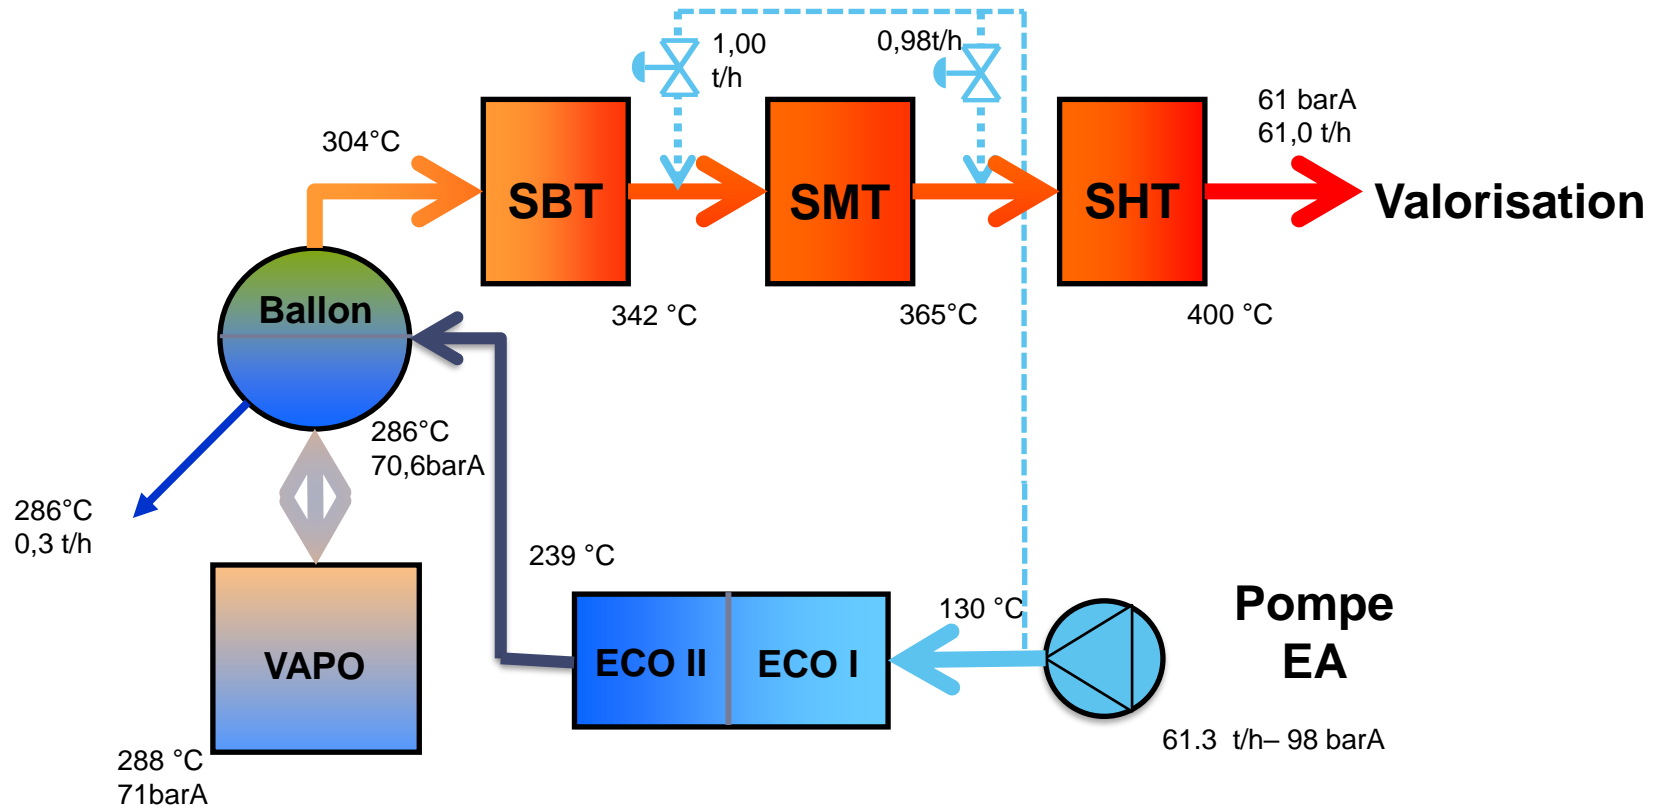 1,00
t/h
0,98t/h
61 barA
61,0 t/h
304°C
SBT
SMT
SHT
Valorisation
Ballon
342 °C
365°C
400 °C
286°C
70,6barA
286°C
0,3 t/h
239 °C
130 °C
Pompe
EA
VAPO
ECO II
ECO I
61.3  t/h– 98 barA
288 °C
71barA